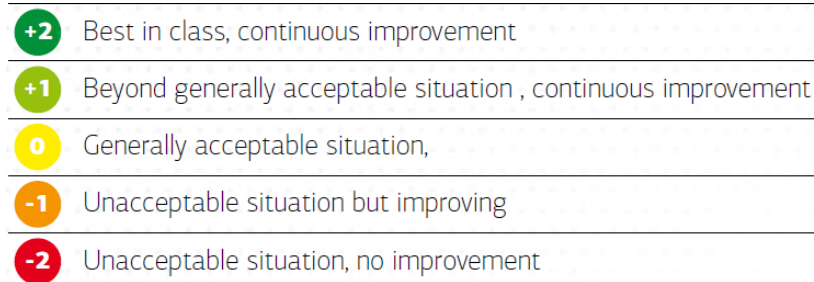 +2 Best in class, continuous improvement
+1 Beyond generally acceptable situation , continuous improvement
0 Generally acceptable situation,
-1 Unacceptable situation but improving
-2 Unacceptable situation, no improvement